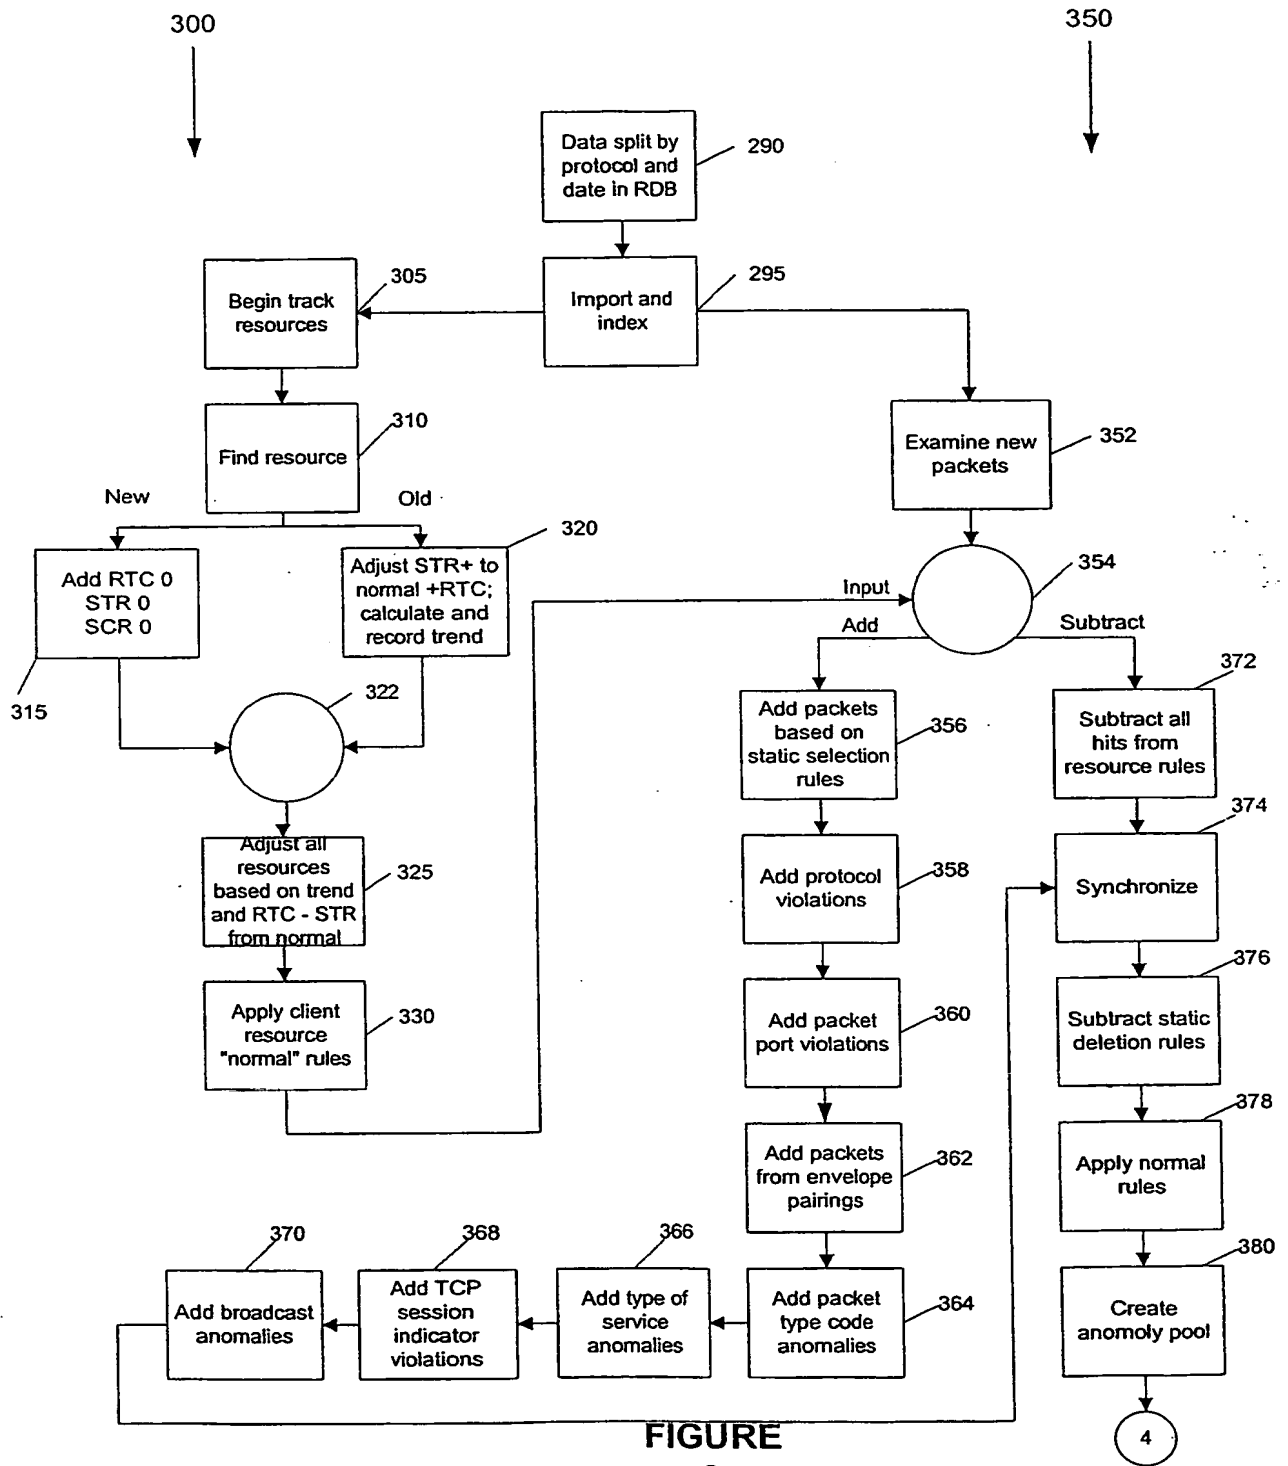 300
350
Data split by
protocol and
date in RDB
290
Begin track
resources
305
Import and
index
295
Find resource
310
Examine new
packets
352
New
Old
Add RTC 0
STR 0
SCR 0
315
Adjust STR+ to
normal +RTC;
calculate and
record trend
320
322
Input
354
Add
Subtract
Adjust all
resources
based on trend
and RTC - STR
from normal
325
Apply client
resource
"normal" rules
330
Add packets
based on
static selection
rules
356
Subtract all
hits from
resource rules
372
Add protocol
violations
358
Synchronize
374
Add packet
port violations
360
Subtract static
deletion rules
376
Add packets
from envelope
pairings
362
Apply normal
rules
378
Add broadcast
anomalies
370
Add TCP
session
indicator
violations
368
Add type of
service
anomalies
366
Add packet
type code
anomalies
364
Create
anomoly pool
380
4
FIGURE